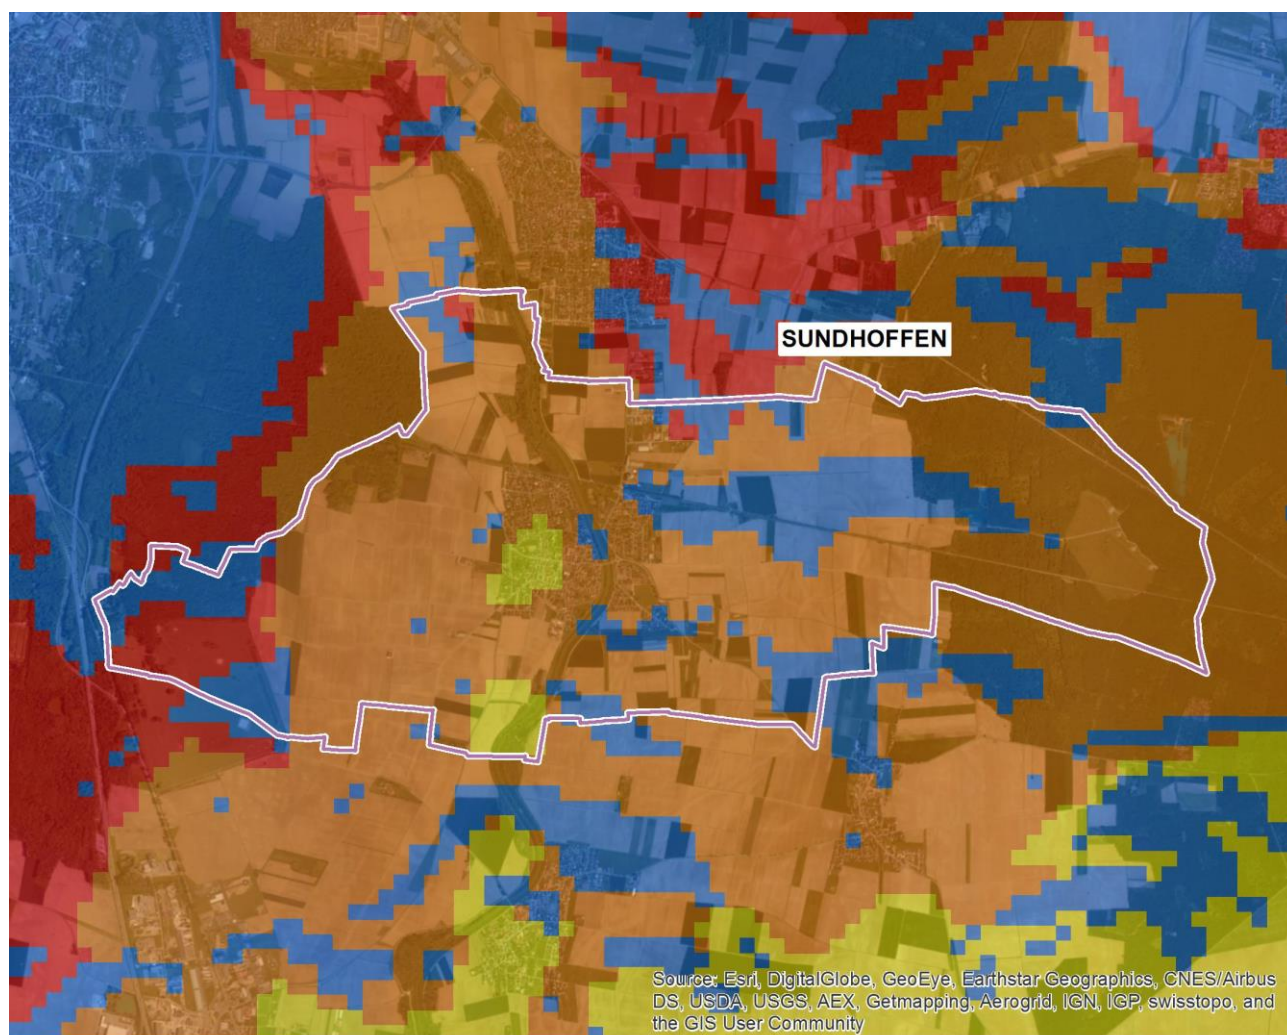 SUNDHOFFEN
Source: Esri, DigitalGlobe, GeoEye, Earthstar Geographics, CNES/Airbus
DS, USDA, USGS, AEX, Getmapping, Aerogrid, IGN, IGP, swisstopo, and
the GIS User Community